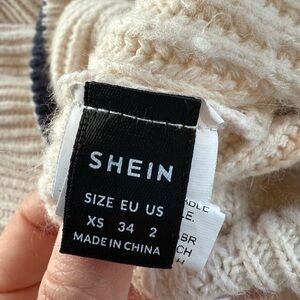 SHEIN
SIZE EU US
XS 34 2
MADE IN CHINA